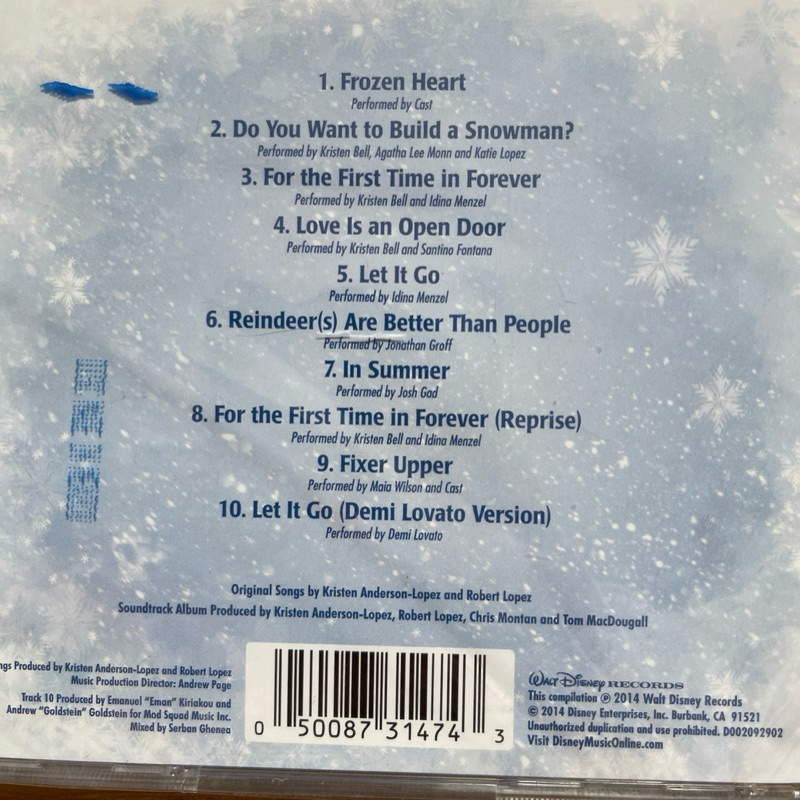 1. Frozen Heart
Performed by Cast
2. Do You Want to Build a Snowman?
Performed by Kristen Bell, Agatha Lee Monn and Katie Lopez
3. For the First Time in Forever
Performed by Kristen Bell and Idina Menzel
4. Love Is an Open Door
Performed by Kristen Bell and Santino Fontana
5. Let It Go
Performed by Idina Menzel
6. Reindeer(s) Are Better Than People
Performed by Jonathan Groff
7. In Summer
Performed by Josh Gad
8. For the First Time in Forever (Reprise)
Performed by Kristen Bell and Idina Menzel
9. Fixer Upper
Performed by Maia Wilson and Cast
10. Let It Go (Demi Lovato Version)
Performed by Demi Lovato
Original Songs by Kristen Anderson-Lopez and Robert Lopez
Soundtrack Album Produced by Kristen Anderson-Lopez, Robert Lopez, Chris Montan and Tom MacDougall
ngs Produced by Kristen Anderson-Lopez and Robert Lopez
Music Production Director: Andrew Page
Track 10 Produced by Emanuel "Eman" Kiriakou and
Andrew "Goldstein" Goldstein for Mod Squad Music Inc.
Mixed by Serban Ghenea
0 50087 31474 3
Walt Disney RECORDS
This compilation ℗ 2014 Walt Disney Records
© 2014 Disney Enterprises, Inc. Burbank, CA 91521
Unauthorized duplication and use prohibited. D002092902
Visit DisneyMusicOnline.com